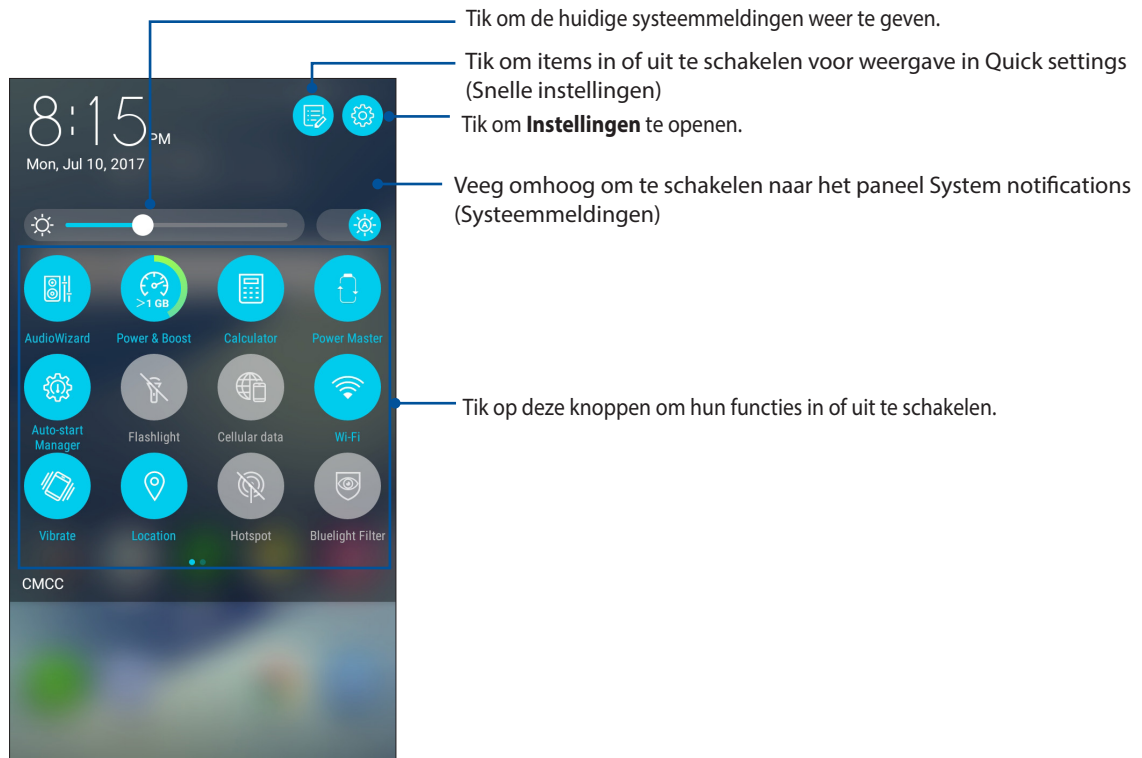 Tik om de huidige systeemmeldingen weer te geven.
Tik om items in of uit te schakelen voor weergave in Quick settings
(Snelle instellingen)
Tik om Instellingen te openen.
Veeg omhoog om te schakelen naar het paneel System notifications
(Systeemmeldingen)
8:15 PM
Mon, Jul 10, 2017
A
>1 GB
AudioWizard Power & Boost Calculator Power Master
Auto-start
Manager
Flashlight Cellular data Wi-Fi
Tik op deze knoppen om hun functies in of uit te schakelen.
Vibrate Location Hotspot Bluelight Filter
CMCC